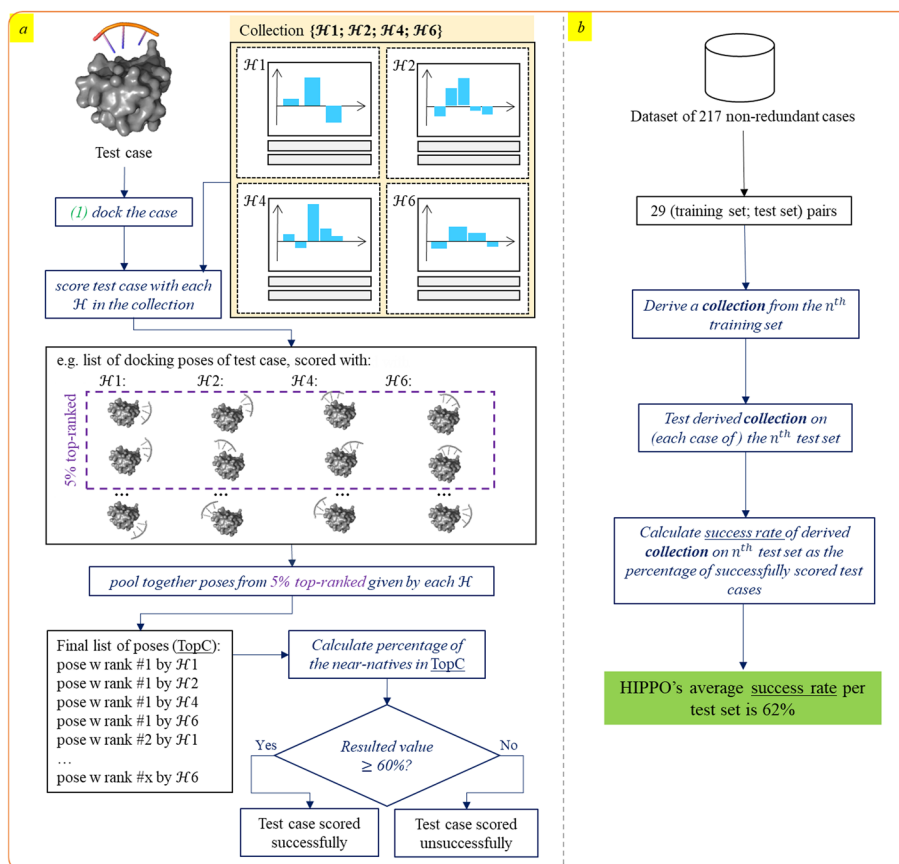 a
Test case
(1) dock the case
score test case with each
ℋ in the collection
Collection {ℋ1; ℋ2; ℋ4; ℋ6}
ℋ1
ℋ2
ℋ4
ℋ6
e.g. list of docking poses of test case, scored with:
ℋ1: ℋ2: ℋ4: ℋ6:
5% top-ranked
... ... ... ...
pool together poses from 5% top-ranked given by each ℋ
Final list of poses (TopC):
pose w rank #1 by ℋ1
pose w rank #1 by ℋ2
pose w rank #1 by ℋ4
pose w rank #1 by ℋ6
pose w rank #2 by ℋ1
...
pose w rank #x by ℋ6
Calculate percentage of
the near-natives in TopC
Yes
Resulted value
≥ 60%?
No
Test case scored
successfully
Test case scored
unsuccessfully
b
Dataset of 217 non-redundant cases
29 (training set; test set) pairs
Derive a collection from the nᵗʰ
training set
Test derived collection on
(each case of ) the nᵗʰ test set
Calculate success rate of derived
collection on nᵗʰ test set as the
percentage of successfully scored test
cases
HIPPO's average success rate per
test set is 62%